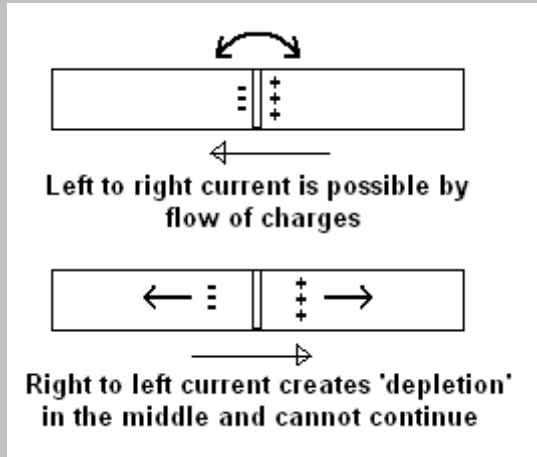 Left to right current is possible by
flow of charges
Right to left current creates 'depletion'
in the middle and cannot continue